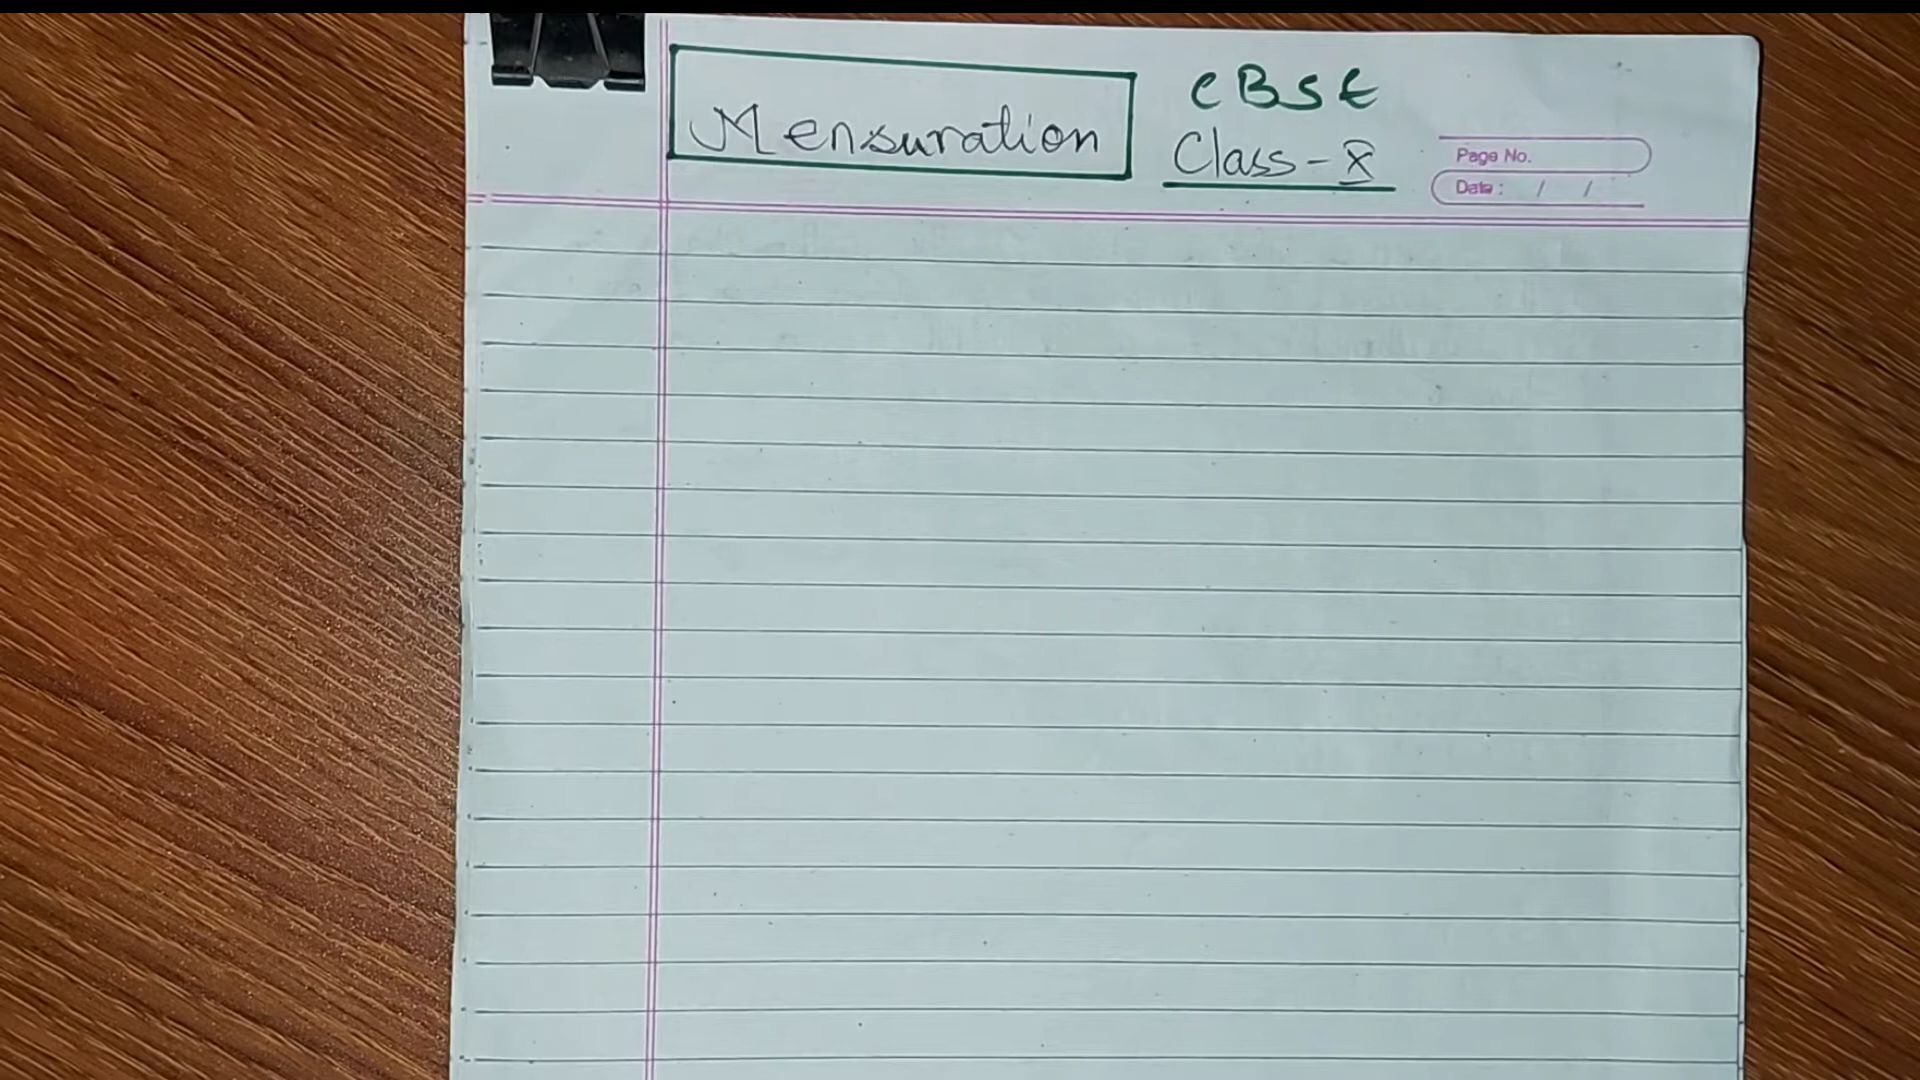 Mensuration
CBSE
Class-X
Page No.
Date: / /